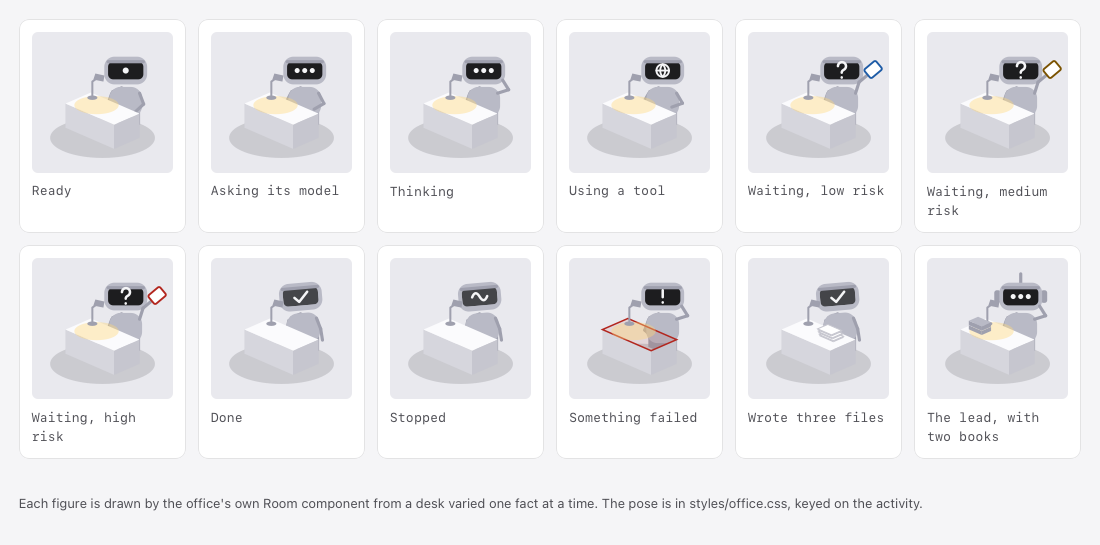 Ready
Asking its model
Thinking
Using a tool
Waiting, low risk
Waiting, medium
risk
Waiting, high
risk
Done
Stopped
Something failed
Wrote three files
The lead, with
two books
Each figure is drawn by the office's own Room component from a desk varied one fact at a time. The pose is in styles/office.css, keyed on the activity.